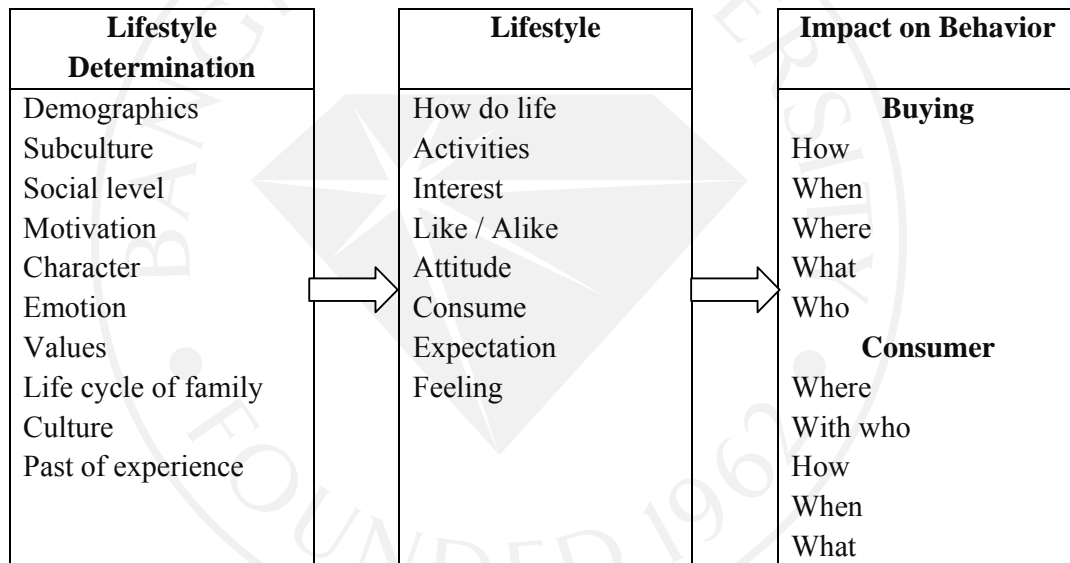 Lifestyle
Determination
Demographics
Subculture
Social level
Motivation
Character
Emotion
Values
Life cycle of family
Culture
Past of experience
Lifestyle
How do life
Activities
Interest
Like / Alike
Attitude
Consume
Expectation
Feeling
Impact on Behavior
Buying
How
When
Where
What
Who
Consumer
Where
With who
How
When
What
FOUNDED 1962